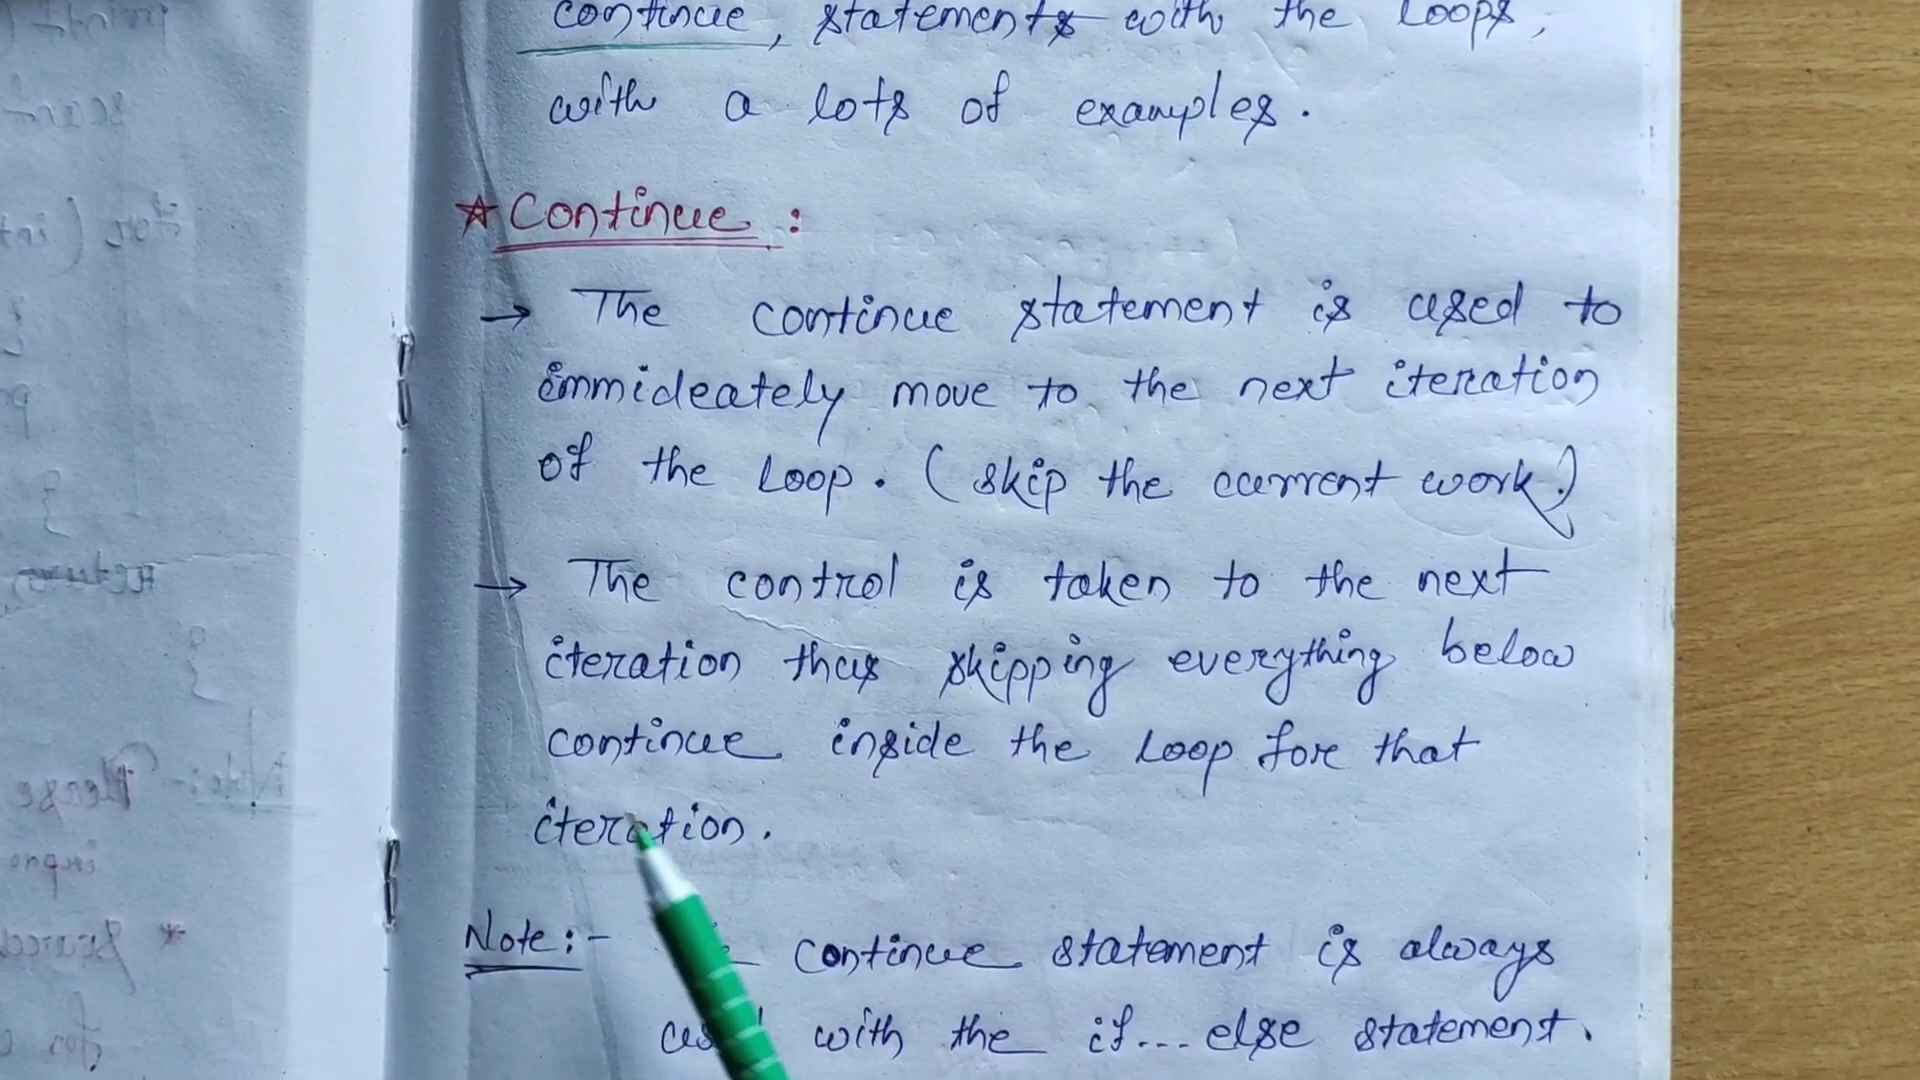 continue, statements with the loops,
with a lots of examples.
☆ Continue :
→ The continue statement is used to
immideately move to the next iteration
of the loop. (skip the current work.)
→ The control is taken to the next
iteration thus skipping everything below
continue inside the loop fore that
iteration.
Note:- continue statement is always
with the if... else statement.